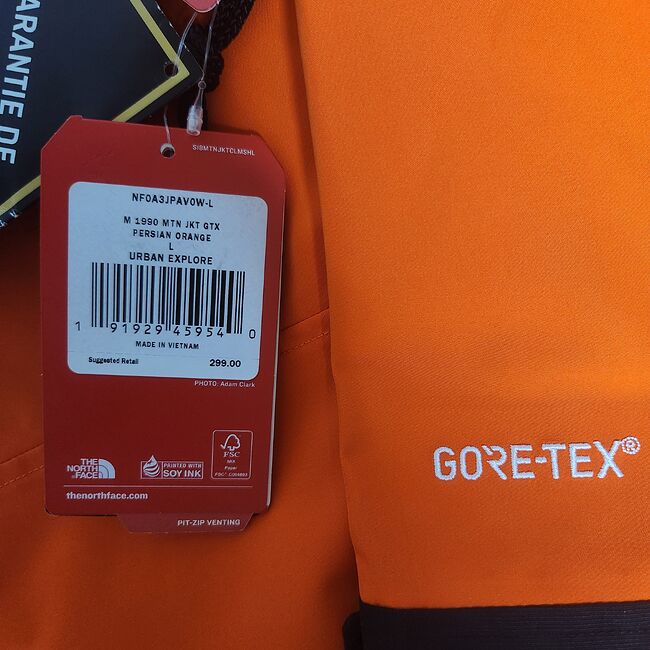 ARANTIE DE
SIBMTNJKTCLMSHL
NF0A3JPAV0W-L
M 1990 MTN JKT GTX
PERSIAN ORANGE
L
URBAN EXPLORE
1 91929 45954 0
MADE IN VIETNAM
Suggested Retail 299.00
PHOTO: Adam Clark
THE
NORTH
FACE
PRINTED WITH
SOY INK
FSC
MIX
Paper
thenorthface.com
PIT-ZIP VENTING
GORE-TEX®